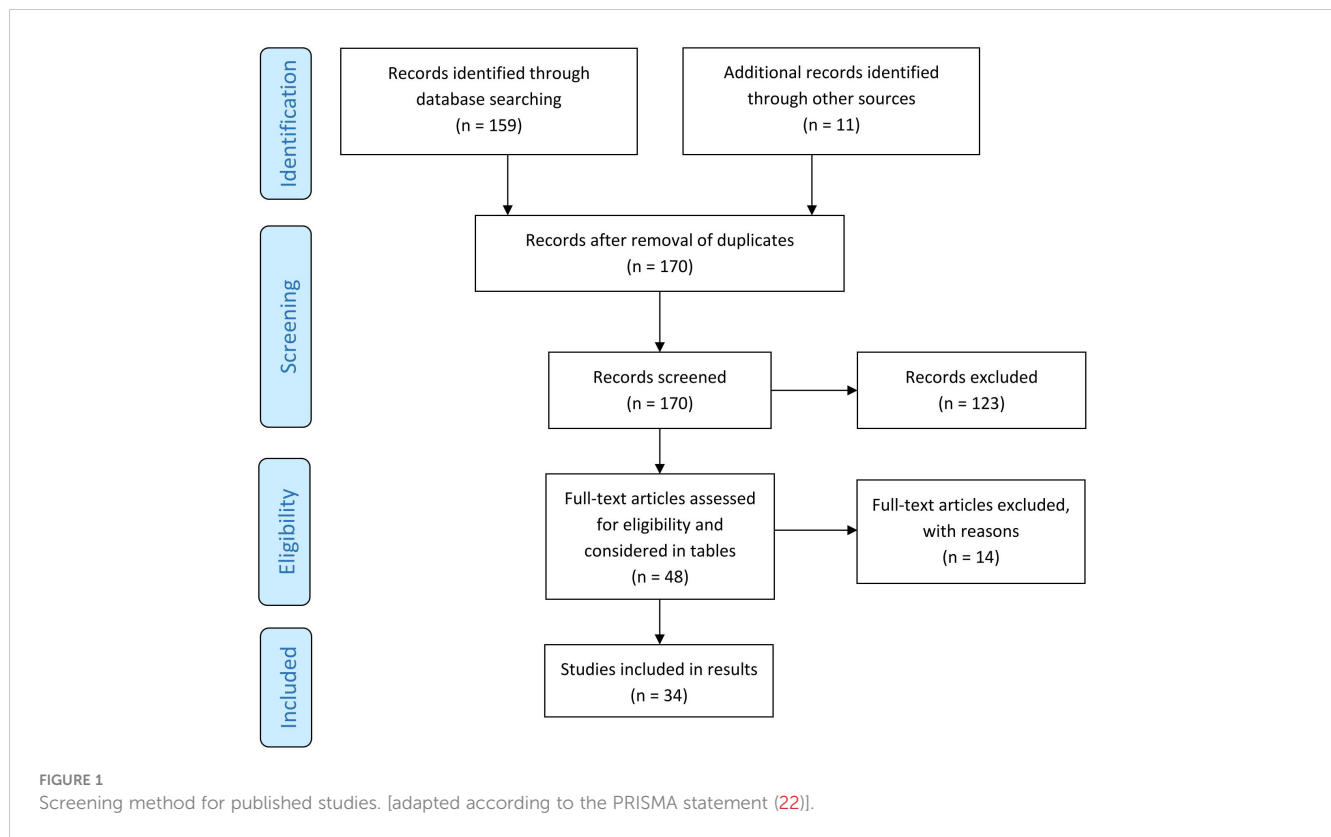 Identification
Records identified through
database searching
(n = 159)
Additional records identified
through other sources
(n = 11)
Screening
Records after removal of duplicates
(n = 170)
Records screened
(n = 170)
Records excluded
(n = 123)
Eligibility
Full-text articles assessed
for eligibility and
considered in tables
(n = 48)
Full-text articles excluded,
with reasons
(n = 14)
Included
Studies included in results
(n = 34)
FIGURE 1
Screening method for published studies. [adapted according to the PRISMA statement (22)].